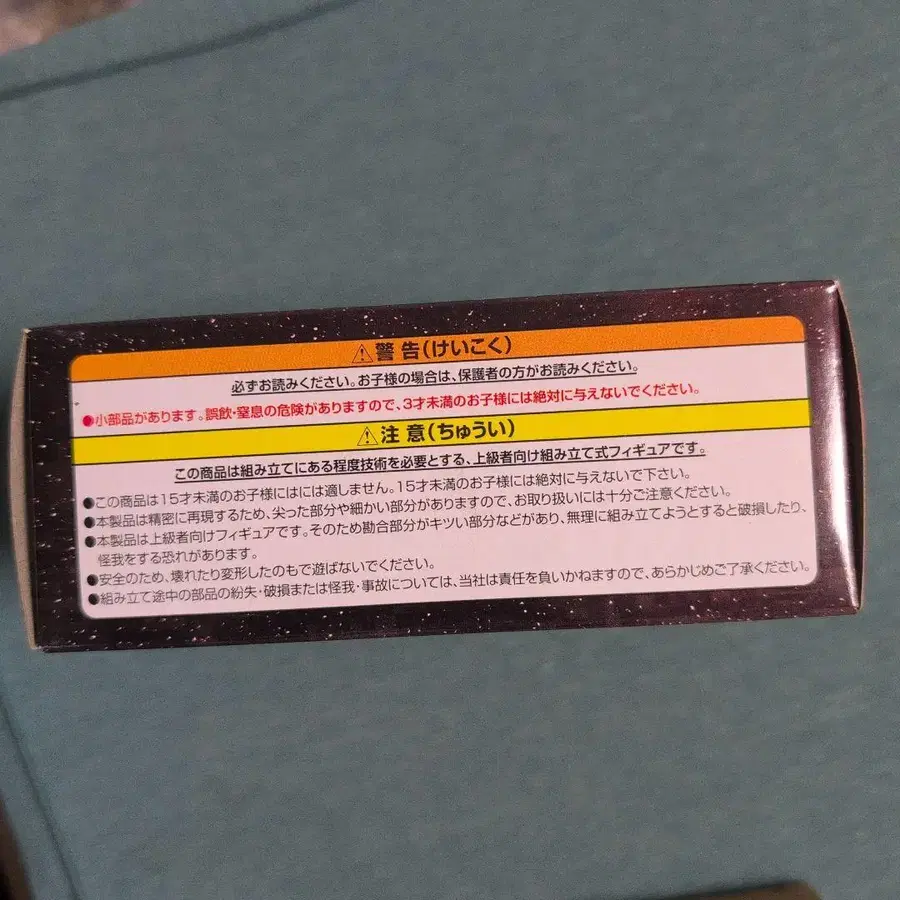 ⚠警 告(けいこく)
必ずお読みください。お子様の場合は、保護者の方がお読みください。
●小部品があります。誤飲・窒息の危険がありますので、3才未満のお子様には絶対に与えないでください。
⚠注 意(ちゅうい)
この商品は組み立てにある程度技術を必要とする、上級者向け組み立て式フィギュアです。
●この商品は15才未満のお子様にはには適しません。15才未満のお子様には絶対に与えないで下さい。
●本製品は精密に再現するため、尖った部分や細かい部分がありますので、お取り扱いには十分ご注意ください。
●本製品は上級者向けフィギュアです。そのため勘合部分がキツい部分などがあり、無理に組み立てようとすると破損したり、
怪我をする恐れがあります。
●安全のため、壊れたり変形したのもで遊ばないでください。
●組み立て途中の部品の紛失・破損または怪我・事故については、当社は責任を負いかねますので、あらかじめご了承ください。